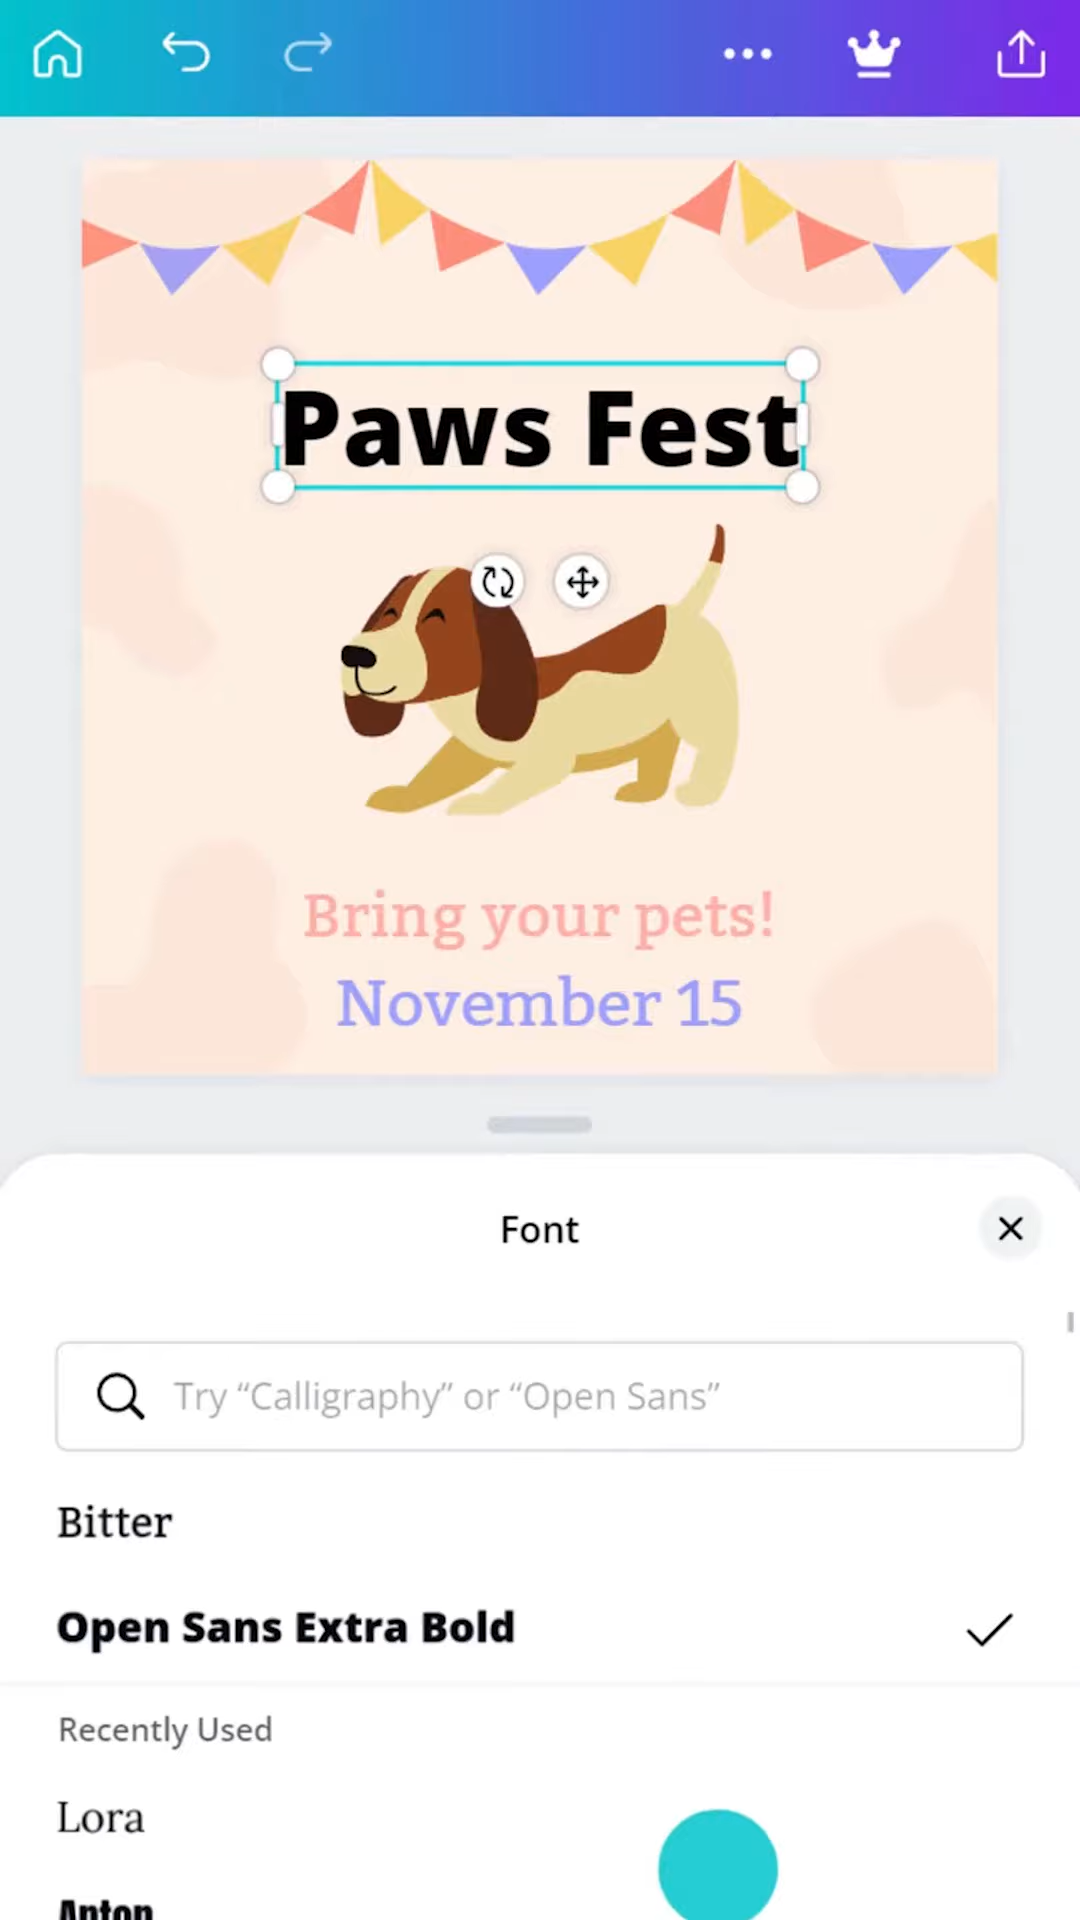 Paws Fest
Bring your pets!
November 15
Font
Try “Calligraphy” or “Open Sans”
Bitter
Open Sans Extra Bold
Recently Used
Lora
Anton